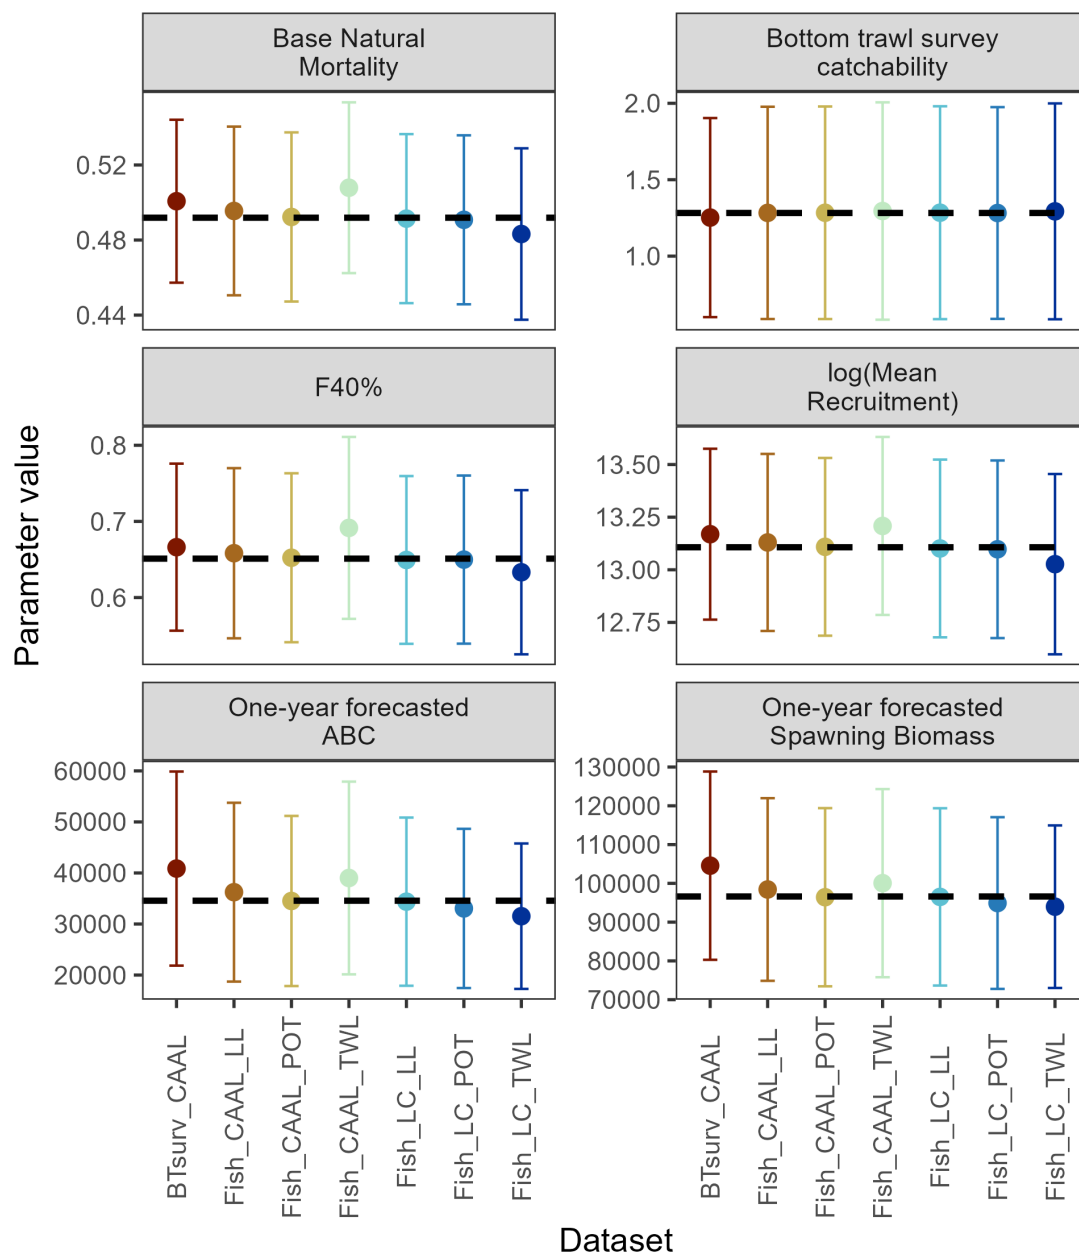 Base Natural
Mortality
Bottom trawl survey
catchability
0.52
0.48
0.44
2.0
1.5
1.0
F40%
log(Mean
Recruitment)
0.8
0.7
0.6
13.50
13.25
13.00
12.75
Parameter value
One-year forecasted
ABC
One-year forecasted
Spawning Biomass
60000
50000
40000
30000
20000
130000
120000
110000
100000
90000
80000
70000
BTsurv_CAAL
Fish_CAAL_LL
Fish_CAAL_POT
Fish_CAAL_TWL
Fish_LC_LL
Fish_LC_POT
Fish_LC_TWL
BTsurv_CAAL
Fish_CAAL_LL
Fish_CAAL_POT
Fish_CAAL_TWL
Fish_LC_LL
Fish_LC_POT
Fish_LC_TWL
Dataset